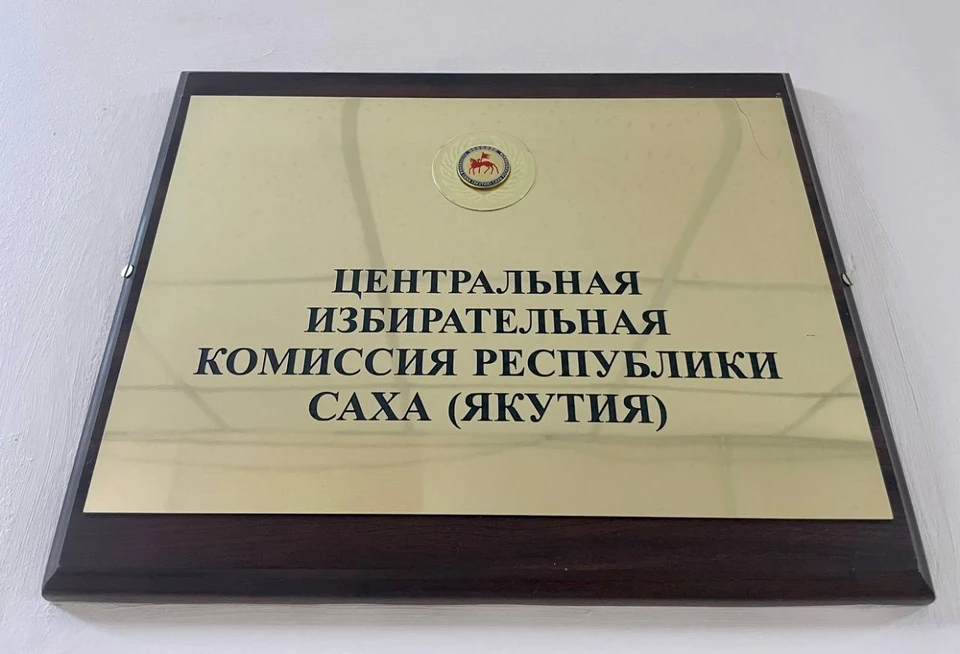 ЦЕНТРАЛЬНАЯ
ИЗБИРАТЕЛЬНАЯ
КОМИССИЯ РЕСПУБЛИКИ
САХА (ЯКУТИЯ)